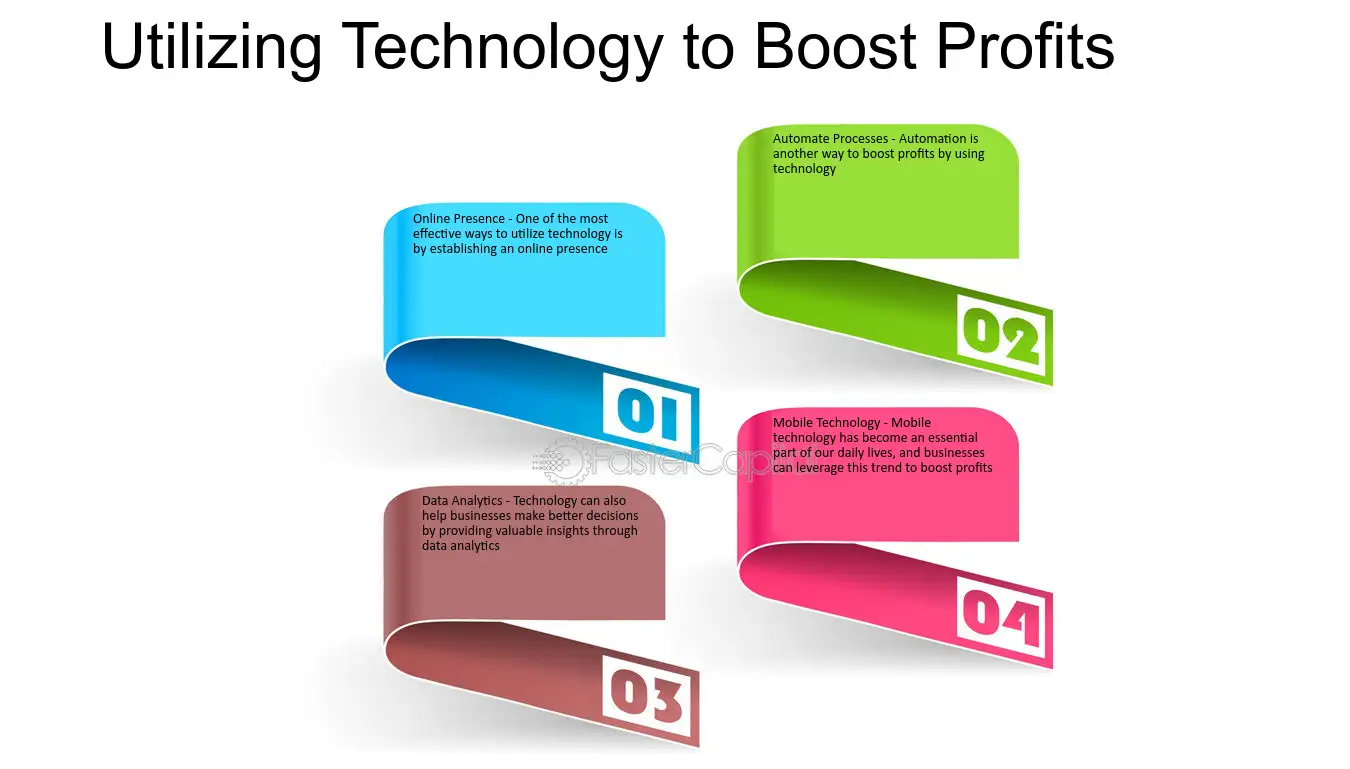 Utilizing Technology to Boost Profits
Online Presence - One of the most
effective ways to utilize technology is
by establishing an online presence
01
Automate Processes - Automation is
another way to boost profits by using
technology
02
Data Analytics - Technology can also
help businesses make better decisions
by providing valuable insights through
data analytics
03
Mobile Technology - Mobile
technology has become an essential
part of our daily lives, and businesses
can leverage this trend to boost profits
04
FasterCapital